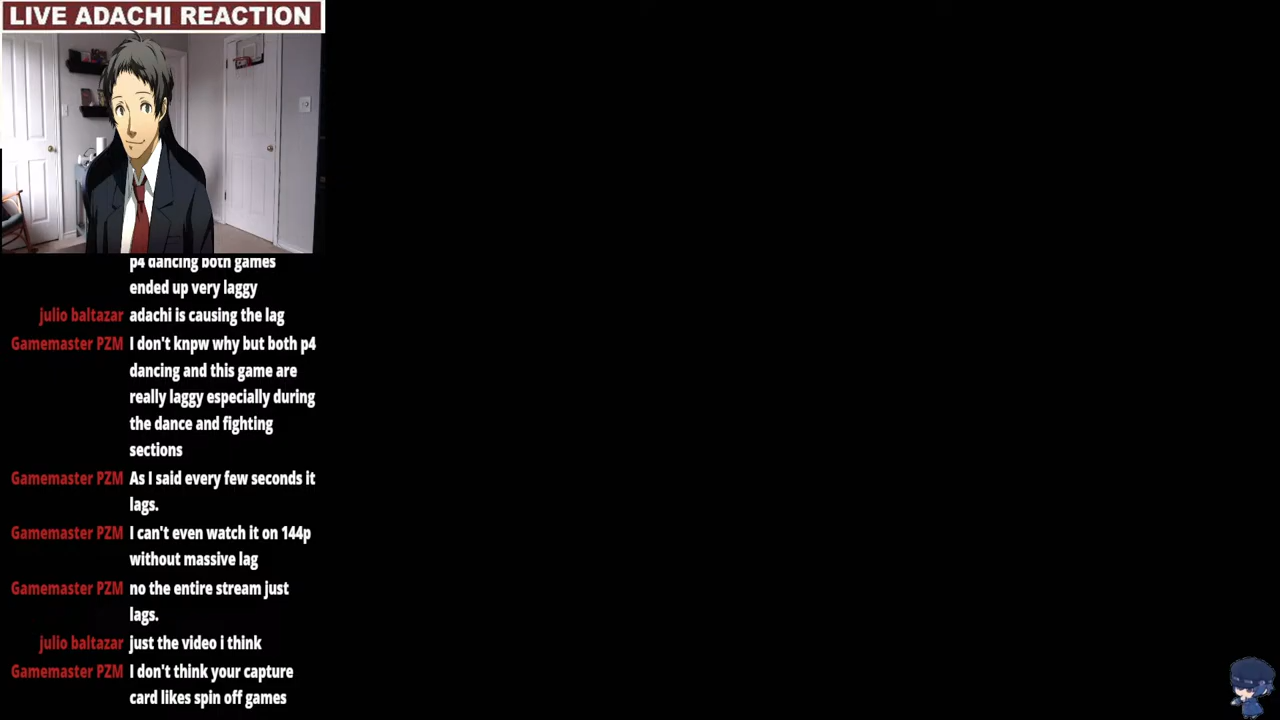 LIVE ADACHI REACTION
p4 dancing both games
ended up very laggy
julio baltazar adachi is causing the lag
Gamemaster PZM I don't knpw why but both p4
dancing and this game are
really laggy especially during
the dance and fighting
sections
Gamemaster PZM As I said every few seconds it
lags.
Gamemaster PZM I can't even watch it on 144p
without massive lag
Gamemaster PZM no the entire stream just
lags.
julio baltazar just the video i think
Gamemaster PZM I don't think your capture
card likes spin off games